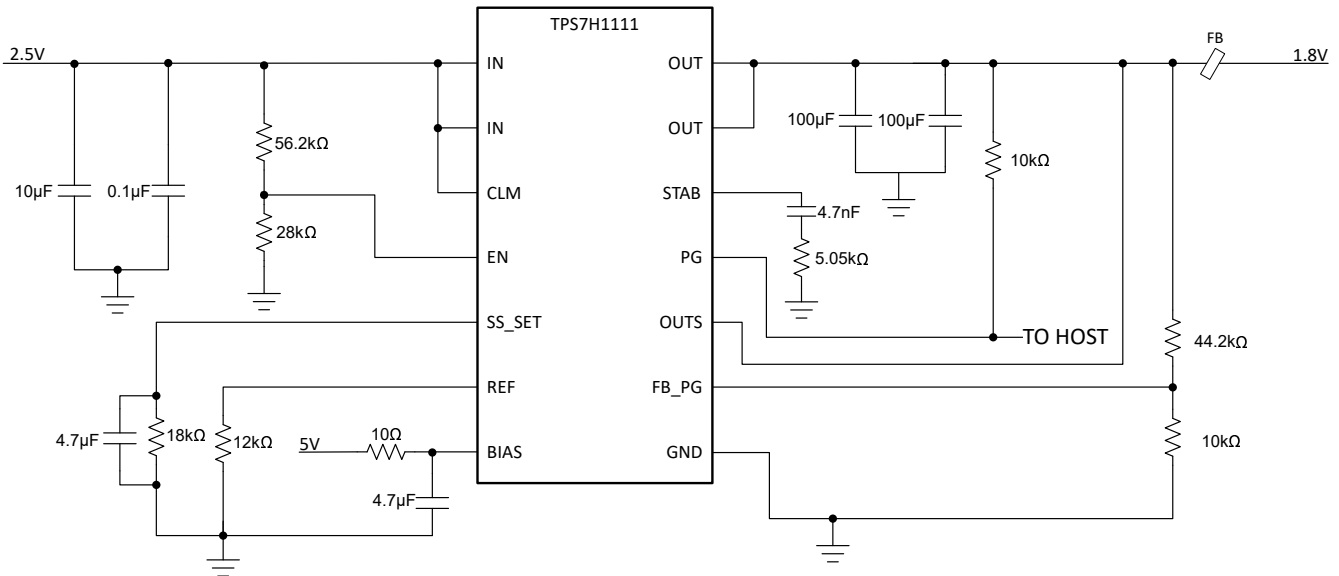 TPS7H1111
2.5V
IN
OUT
FB
1.8V
56.2kΩ
IN
OUT
100µF
100µF
10kΩ
10µF
0.1µF
CLM
STAB
4.7nF
28kΩ
EN
PG
5.05kΩ
SS_SET
OUTS
TO HOST
44.2kΩ
REF
FB_PG
4.7µF
18kΩ
12kΩ
5V
10Ω
BIAS
GND
10kΩ
4.7µF